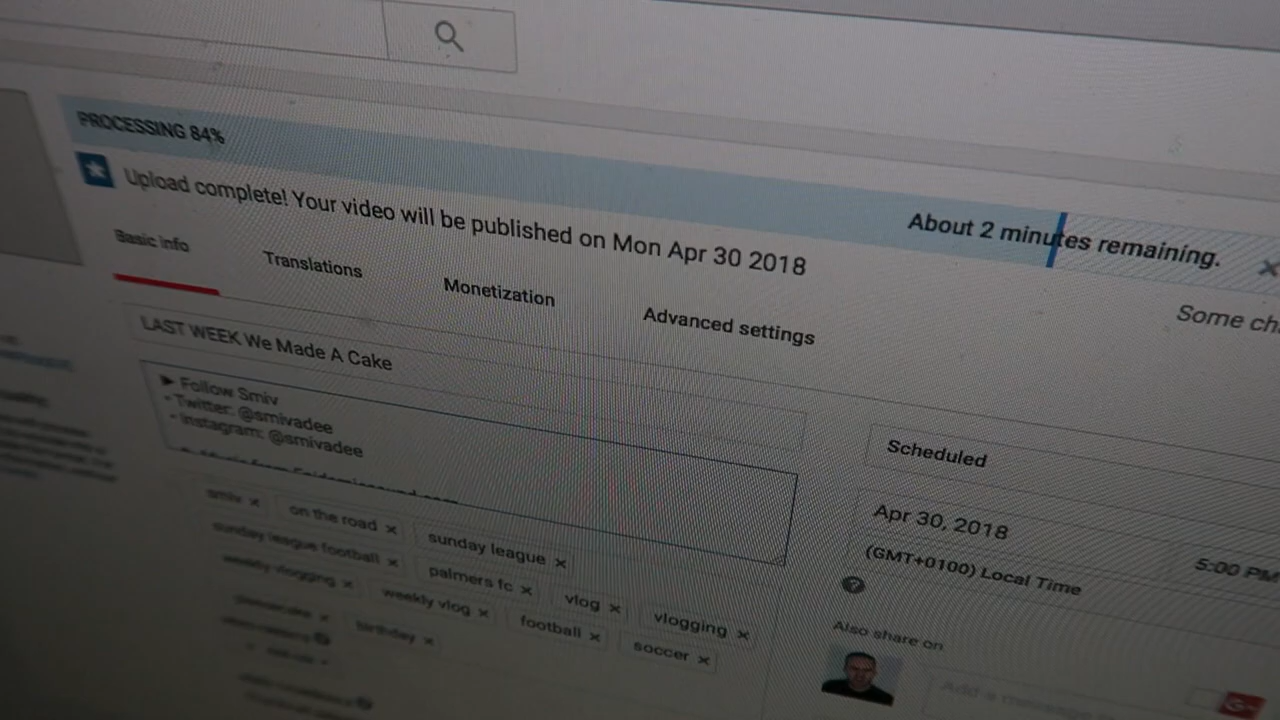 PROCESSING 84%
About 2 minutes remaining.
Upload complete! Your video will be published on Mon Apr 30 2018
Some ch
Basic info
Translations
Monetization
Advanced settings
LAST WEEK We Made A Cake
► Follow Smiv
- Twitter: @smivadee
- Instagram: @smivadee
Scheduled
Apr 30, 2018
5:00 PM
(GMT+0100) Local Time
smiv ×
on the road ×
sunday league ×
sunday league football ×
palmers fc ×
vlog ×
vlogging ×
weekly vlogging ×
weekly vlog ×
football ×
soccer ×
birthday ×
Also share on
Add a message
G+